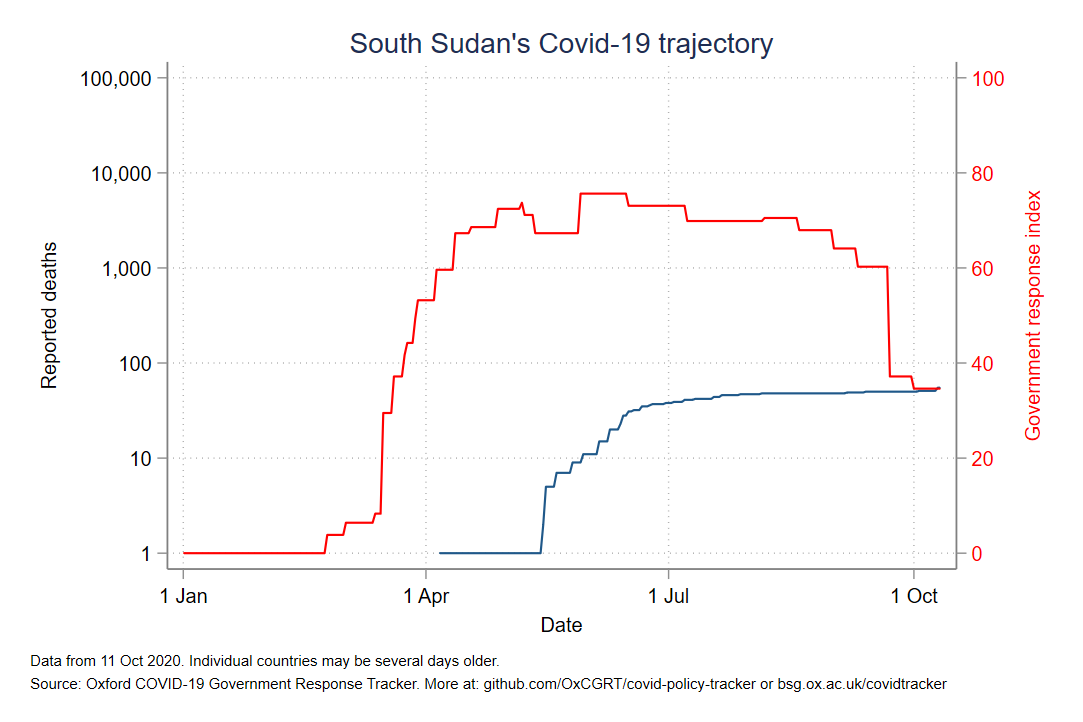 South Sudan's Covid-19 trajectory
100,000
10,000
1,000
100
10
1
Reported deaths
100
80
60
40
20
0
Government response index
1 Jan
1 Apr
1 Jul
1 Oct
Date
Data from 11 Oct 2020. Individual countries may be several days older.
Source: Oxford COVID-19 Government Response Tracker. More at: github.com/OxCGRT/covid-policy-tracker or bsg.ox.ac.uk/covidtracker